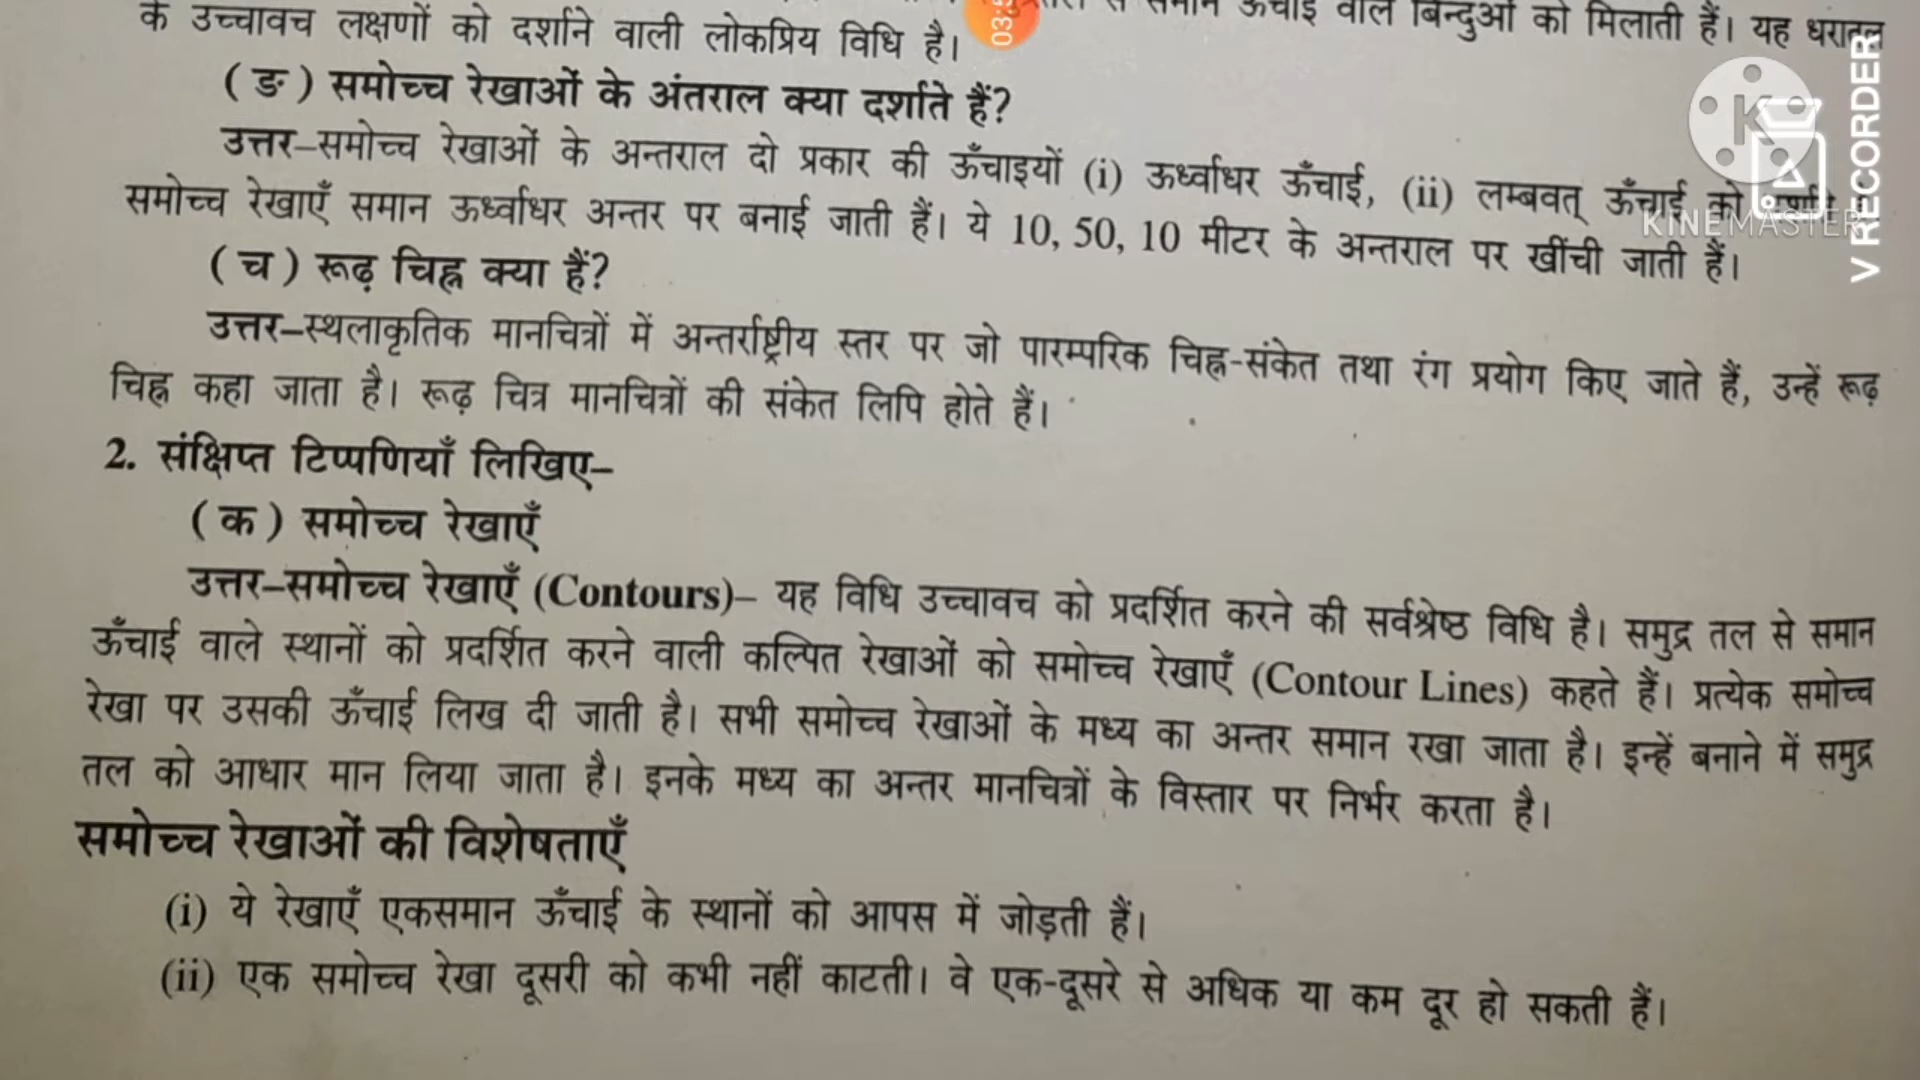 से समान ऊँचाई वाले बिन्दुओं को मिलाती हैं। यह धरातल
के उच्चावच लक्षणों को दर्शाने वाली लोकप्रिय विधि है।
( ङ ) समोच्च रेखाओं के अंतराल क्या दर्शाते हैं?
उत्तर–समोच्च रेखाओं के अन्तराल दो प्रकार की ऊँचाइयों (i) ऊर्ध्वाधर ऊँचाई, (ii) लम्बवत् ऊँचाई को
समोच्च रेखाएँ समान ऊर्ध्वाधर अन्तर पर बनाई जाती हैं। ये 10, 50, 10 मीटर के अन्तराल पर खींची जाती हैं।
( च ) रूढ़ चिह्न क्या हैं?
उत्तर–स्थलाकृतिक मानचित्रों में अन्तर्राष्ट्रीय स्तर पर जो पारम्परिक चिह्न-संकेत तथा रंग प्रयोग किए जाते हैं, उन्हें रूढ़
चिह्न कहा जाता है। रूढ़ चित्र मानचित्रों की संकेत लिपि होते हैं।
2. संक्षिप्त टिप्पणियाँ लिखिए–
( क ) समोच्च रेखाएँ
उत्तर–समोच्च रेखाएँ (Contours)– यह विधि उच्चावच को प्रदर्शित करने की सर्वश्रेष्ठ विधि है। समुद्र तल से समान
ऊँचाई वाले स्थानों को प्रदर्शित करने वाली कल्पित रेखाओं को समोच्च रेखाएँ (Contour Lines) कहते हैं। प्रत्येक समोच्च
रेखा पर उसकी ऊँचाई लिख दी जाती है। सभी समोच्च रेखाओं के मध्य का अन्तर समान रखा जाता है। इन्हें बनाने में समुद्र
तल को आधार मान लिया जाता है। इनके मध्य का अन्तर मानचित्रों के विस्तार पर निर्भर करता है।
समोच्च रेखाओं की विशेषताएँ
(i) ये रेखाएँ एकसमान ऊँचाई के स्थानों को आपस में जोड़ती हैं।
(ii) एक समोच्च रेखा दूसरी को कभी नहीं काटती। वे एक-दूसरे से अधिक या कम दूर हो सकती हैं।
K
KINEMASTER
V RECORDER